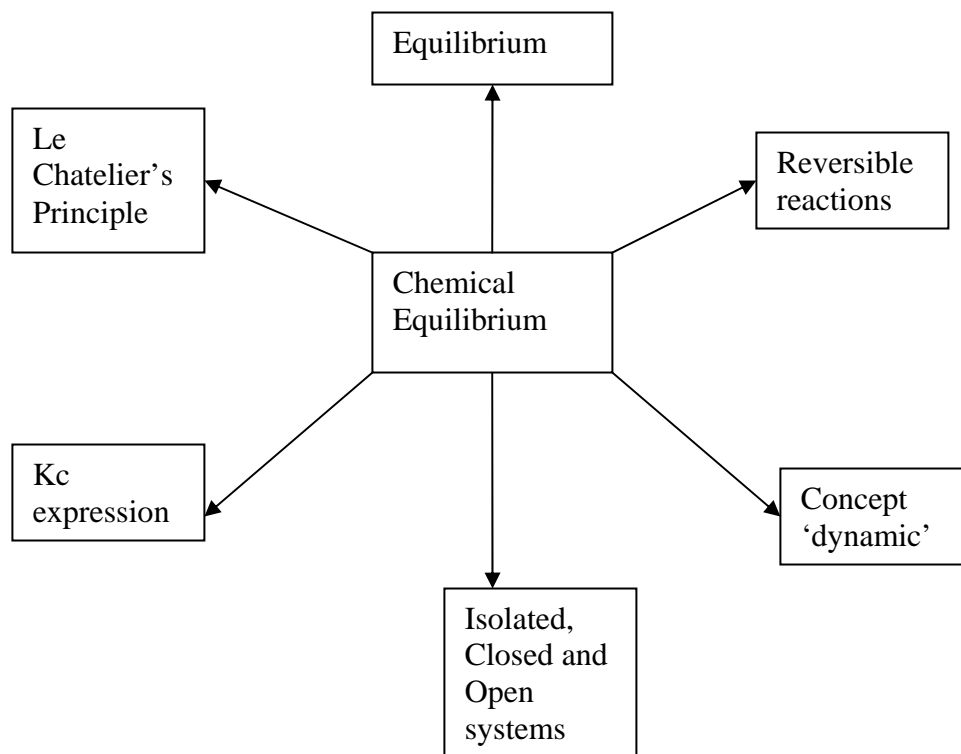 Equilibrium
Le
Chatelier’s
Principle
Reversible
reactions
Chemical
Equilibrium
Kc
expression
Concept
‘dynamic’
Isolated,
Closed and
Open
systems